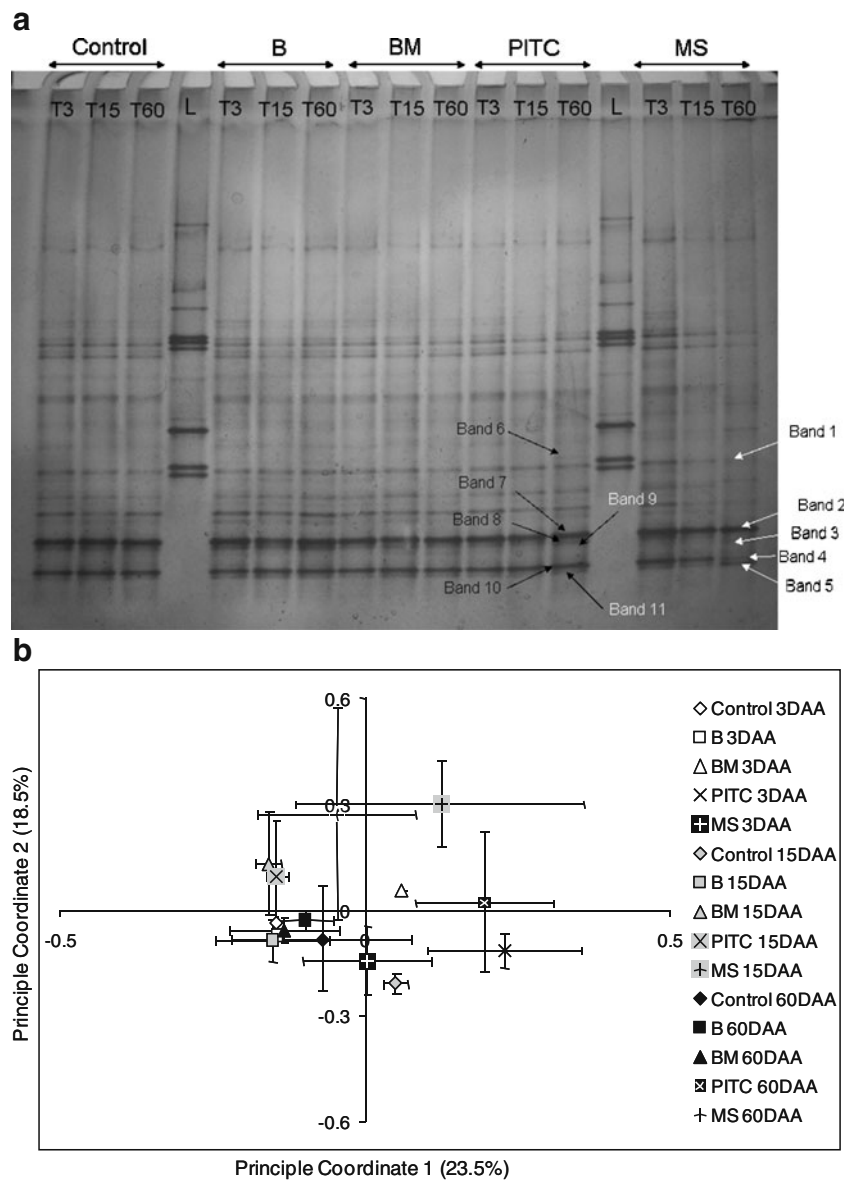 a
Control B BM PITC MS
T3 T15 T60 L T3 T15 T60 T3 T15 T60 T3 T15 T60 L T3 T15 T60
Band 6
Band 1
Band 7
Band 9
Band 2
Band 8
Band 3
Band 4
Band 10
Band 5
Band 11
b
Principle Coordinate 2 (18.5%)
0.6
0.3
0
-0.5
0
0.5
-0.3
-0.6
Control 3DAA
B 3DAA
BM 3DAA
PITC 3DAA
MS 3DAA
Control 15DAA
B 15DAA
BM 15DAA
PITC 15DAA
MS 15DAA
Control 60DAA
B 60DAA
BM 60DAA
PITC 60DAA
MS 60DAA
Principle Coordinate 1 (23.5%)